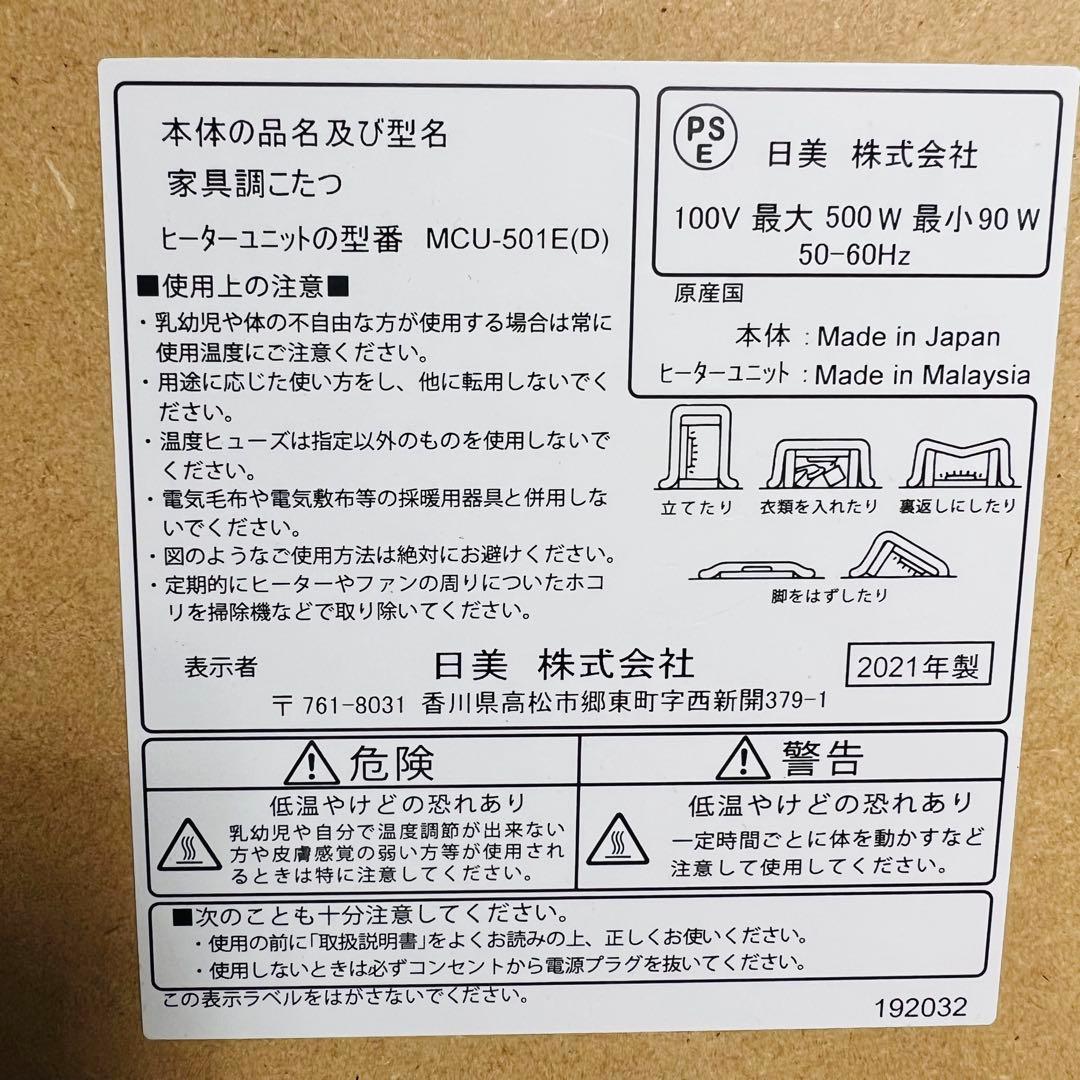 本体の品名及び型名
家具調こたつ
ヒーターユニットの型番 MCU-501E(D)
■使用上の注意■
・乳幼児や体の不自由な方が使用する場合は常に
使用温度にご注意ください。
・用途に応じた使い方をし、他に転用しないでく
ださい。
・温度ヒューズは指定以外のものを使用しないで
ください。
・電気毛布や電気敷布等の採暖用器具と併用しな
いでください。
・図のようなご使用方法は絶対にお避けください。
・定期的にヒーターやファンの周りについたホコ
リを掃除機などで取り除いてください。
PS
E
日美 株式会社
100V 最大 500W 最小90W
50-60Hz
原産国
本体 : Made in Japan
ヒーターユニット : Made in Malaysia
立てたり 衣類を入れたり 裏返しにしたり
脚をはずしたり
表示者 日美 株式会社 2021年製
〒761-8031 香川県高松市郷東町字西新開379-1
危険
低温やけどの恐れあり
乳幼児や自分で温度調節が出来ない
方や皮膚感覚の弱い方等が使用され
るときは特に注意してください。
警告
低温やけどの恐れあり
一定時間ごとに体を動かすなど
注意して使用してください。
■次のことも十分注意してください。
・使用の前に「取扱説明書」をよくお読みの上、正しくお使いください。
・使用しないときは必ずコンセントから電源プラグを抜いてください。
この表示ラベルをはがさないでください。
192032